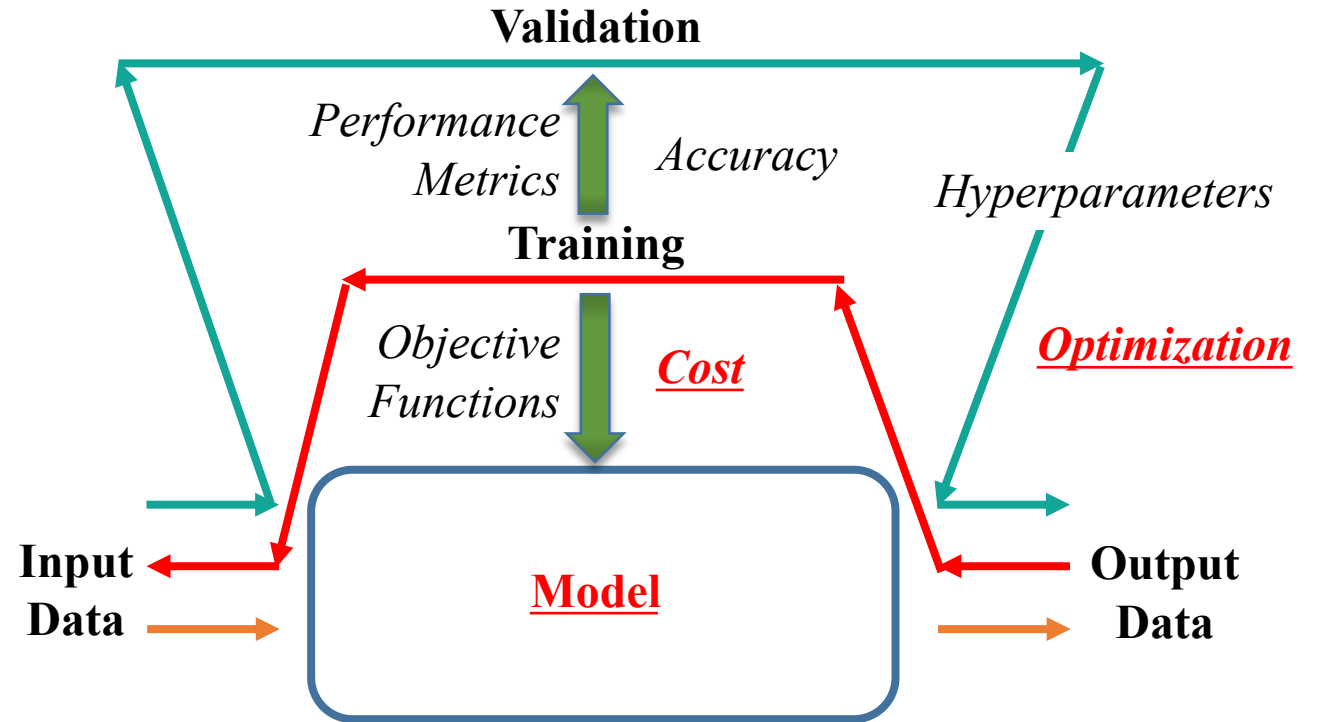 Validation
Performance
Metrics
Accuracy
Hyperparameters
Training
Objective
Functions
Cost
Optimization
Input
Data
Model
Output
Data